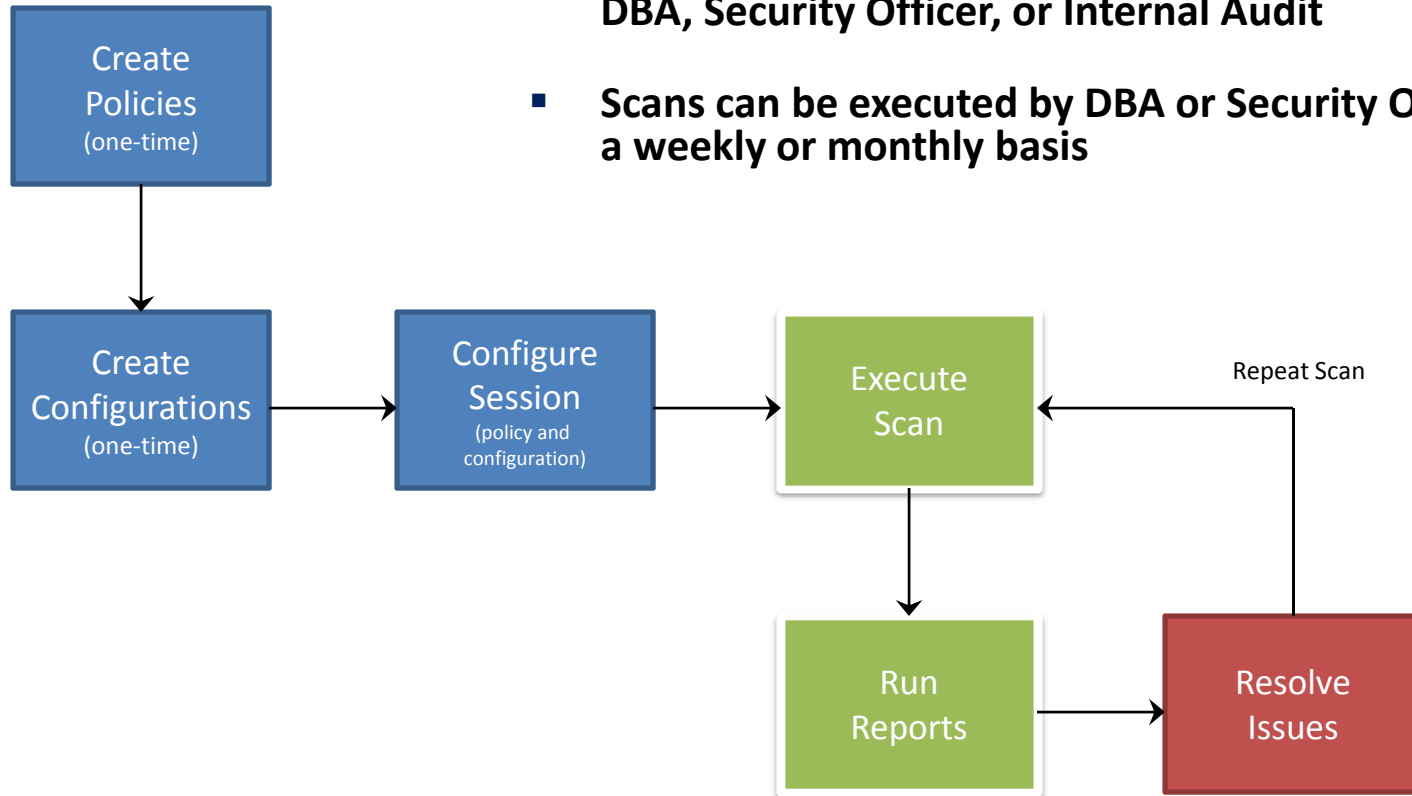 DBA, Security Officer, or Internal Audit
▪ Scans can be executed by DBA or Security O
a weekly or monthly basis
Create
Policies
(one-time)
Create
Configurations
(one-time)
Configure
Session
(policy and
configuration)
Execute
Scan
Repeat Scan
Run
Reports
Resolve
Issues